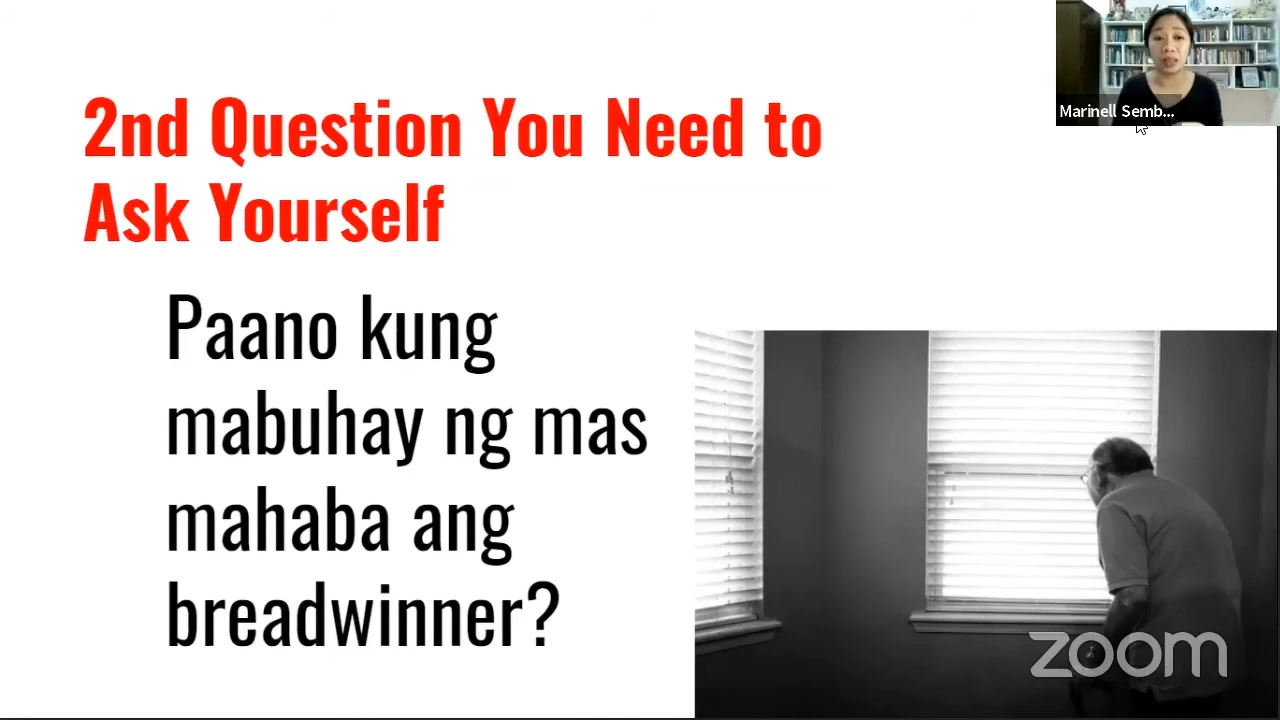 Marinell Semb...
2nd Question You Need to
Ask Yourself
Paano kung
mabuhay ng mas
mahaba ang
breadwinner?
zoom